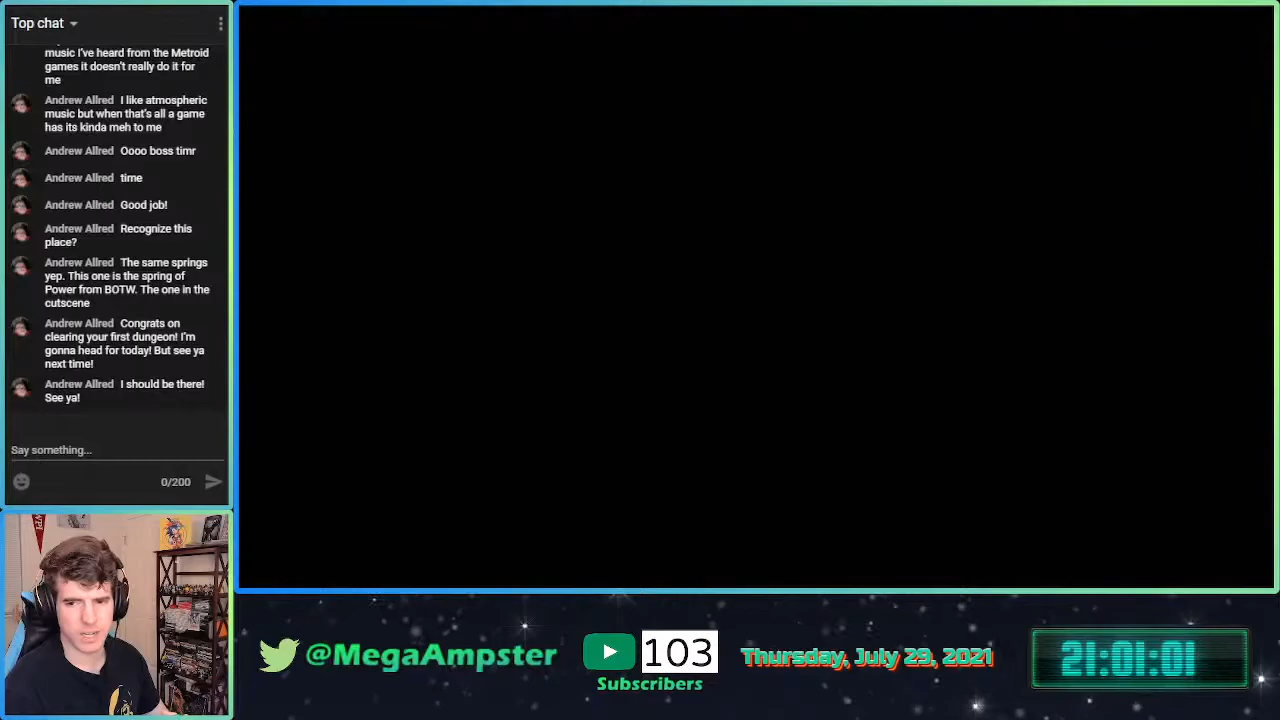 Top chat
music I've heard from the Metroid
games it doesn't really do it for
me
Andrew Allred I like atmospheric
music but when that's all a game
has its kinda meh to me
Andrew Allred Oooo boss timr
Andrew Allred time
Andrew Allred Good job!
Andrew Allred Recognize this
place?
Andrew Allred The same springs
yep. This one is the spring of
Power from BOTW. The one in the
cutscene
Andrew Allred Congrats on
clearing your first dungeon! I'm
gonna head for today! But see ya
next time!
Andrew Allred I should be there!
See ya!
Say something...
0/200
@MegaAmpster
103
Subscribers
Thursday, July 29, 2021
21:01:01